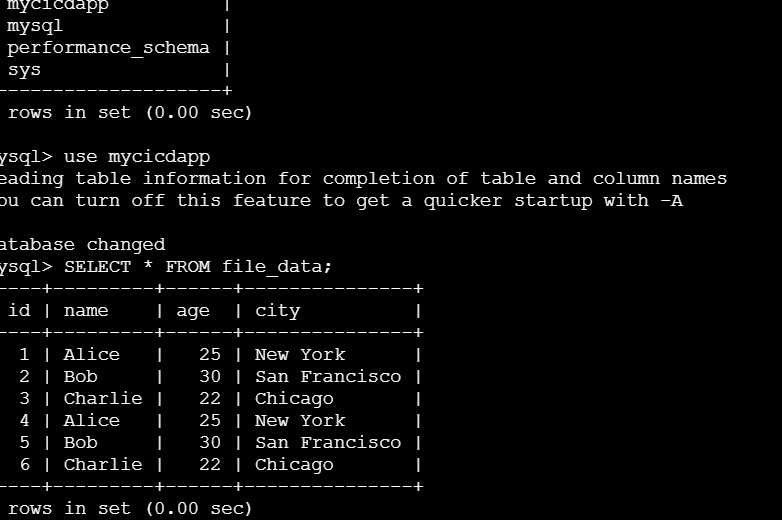 mycicdapp |
mysql |
performance_schema |
sys |
--------------------+
rows in set (0.00 sec)
ysql> use mycicdapp
eading table information for completion of table and column names
ou can turn off this feature to get a quicker startup with -A
atabase changed
ysql> SELECT * FROM file_data;
----+---------+------+---------------+
id | name | age | city |
----+---------+------+---------------+
1 | Alice | 25 | New York |
2 | Bob | 30 | San Francisco |
3 | Charlie | 22 | Chicago |
4 | Alice | 25 | New York |
5 | Bob | 30 | San Francisco |
6 | Charlie | 22 | Chicago |
----+---------+------+---------------+
rows in set (0.00 sec)